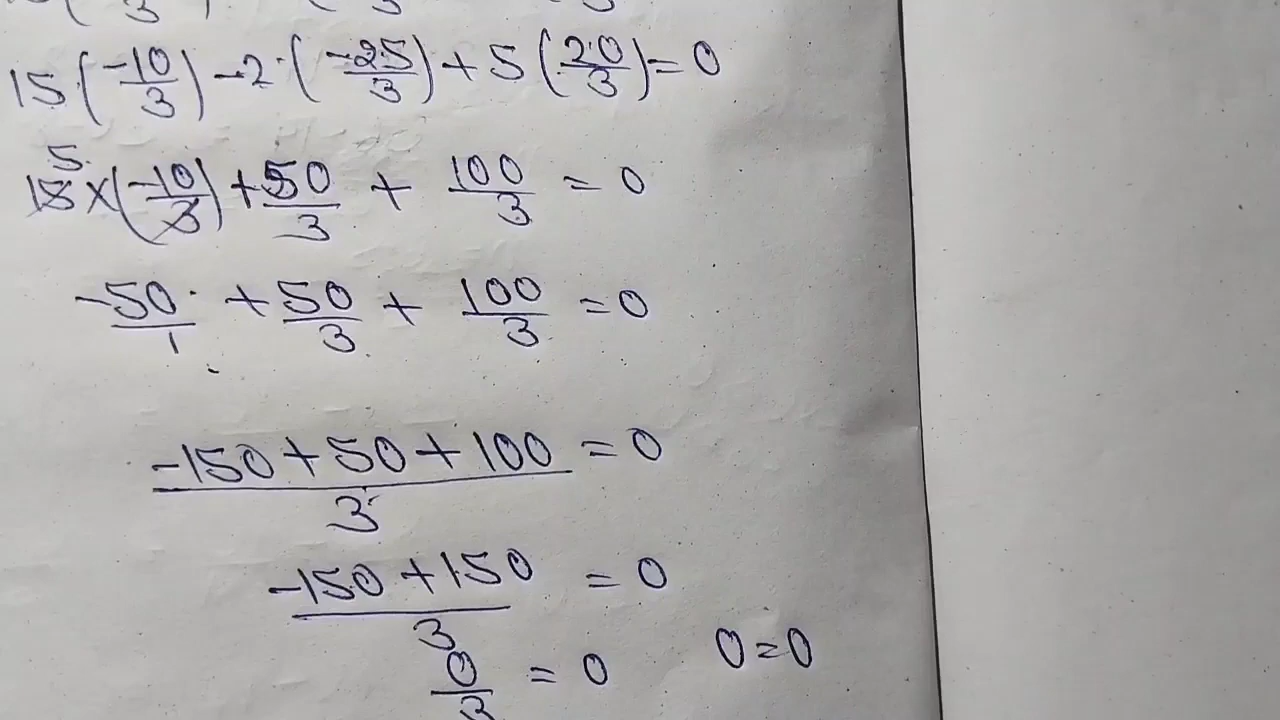 15(-10/3) -2·(-25/3) + 5(20/3) = 0
5
15×(-10/3) + 50/3 + 100/3 = 0
-50/1 + 50/3 + 100/3 = 0
-150+50+100/3 = 0
-150+150/3 = 0
0/3 = 0 0=0